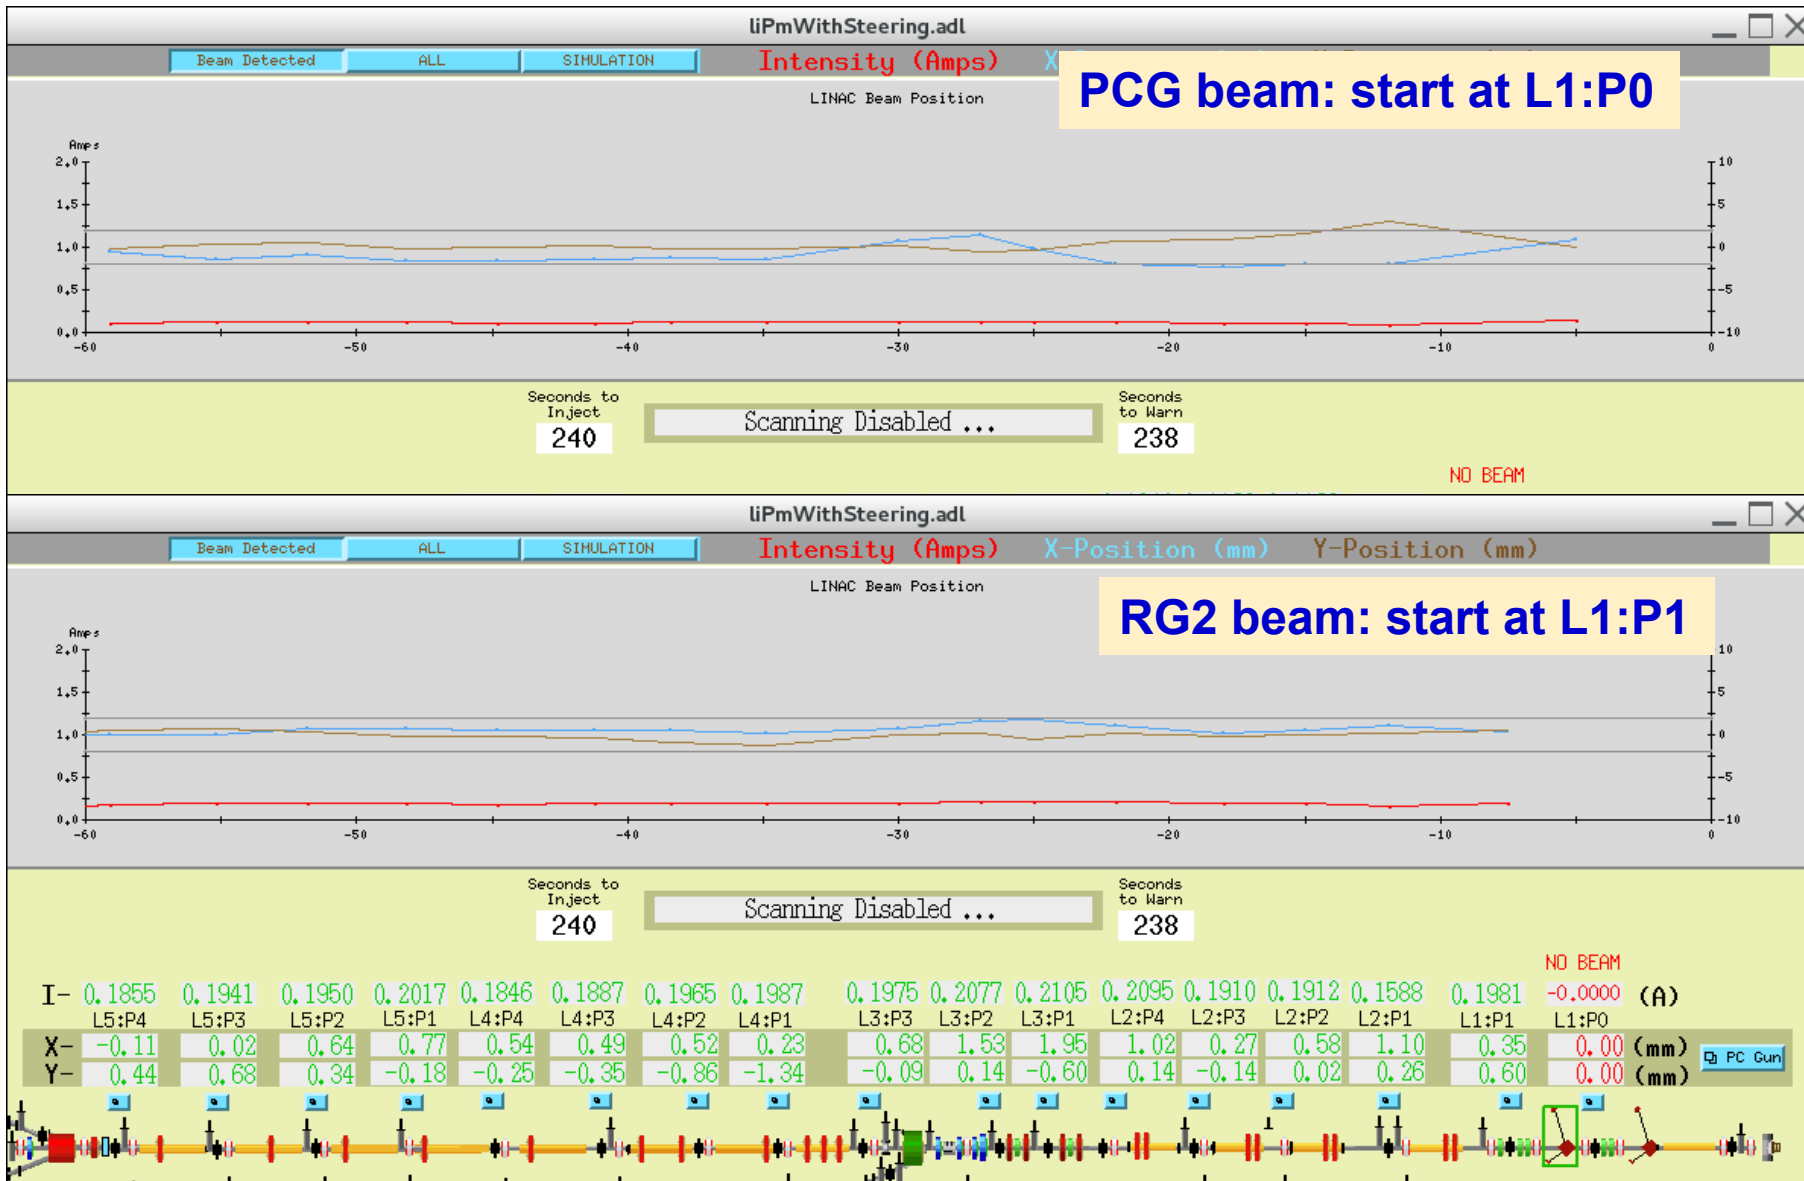 liPmWithSteering.adl
Beam Detected ALL SIMULATION Intensity (Amps)
PCG beam: start at L1:P0
LINAC Beam Position
Amps
2.0 10
1.5 5
1.0 0
0.5 -5
0.0 -10
-60 -50 -40 -30 -20 -10 0
Seconds to Inject
240
Scanning Disabled ...
Seconds to Warn
238
NO BEAM
liPmWithSteering.adl
Beam Detected ALL SIMULATION Intensity (Amps) X-Position (mm) Y-Position (mm)
LINAC Beam Position
RG2 beam: start at L1:P1
Amps
2.0 10
1.5 5
1.0 0
0.5 -5
0.0 -10
-60 -50 -40 -30 -20 -10 0
Seconds to Inject
240
Scanning Disabled ...
Seconds to Warn
238
NO BEAM
I- 0.1855 0.1941 0.1950 0.2017 0.1846 0.1887 0.1965 0.1987 0.1975 0.2077 0.2105 0.2095 0.1910 0.1912 0.1588 0.1981 -0.0000 (A)
L5:P4 L5:P3 L5:P2 L5:P1 L4:P4 L4:P3 L4:P2 L4:P1 L3:P3 L3:P2 L3:P1 L2:P4 L2:P3 L2:P2 L2:P1 L1:P1 L1:P0
X- -0.11 0.02 0.64 0.77 0.54 0.49 0.52 0.23 0.68 1.53 1.95 1.02 0.27 0.58 1.10 0.35 0.00 (mm)
Y- 0.44 0.68 0.34 -0.18 -0.25 -0.35 -0.86 -1.34 -0.09 0.14 -0.60 0.14 -0.14 0.02 0.26 0.60 0.00 (mm)
PC Gun